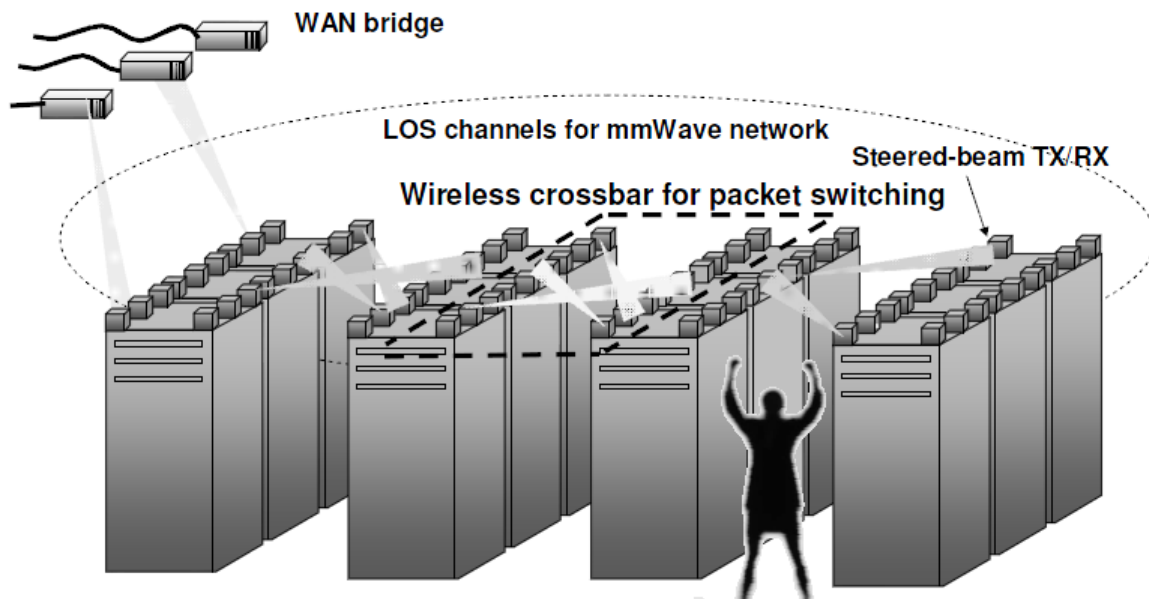 WAN bridge
LOS channels for mmWave network
Steered-beam TX/RX
Wireless crossbar for packet switching